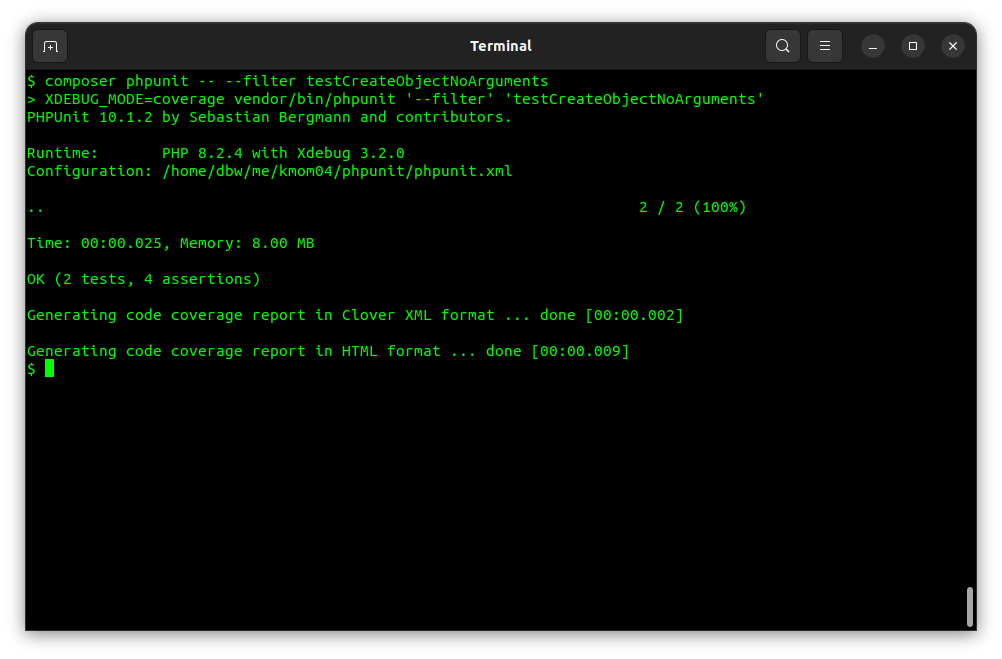 Terminal
$ composer phpunit -- --filter testCreateObjectNoArguments
> XDEBUG_MODE=coverage vendor/bin/phpunit '--filter' 'testCreateObjectNoArguments'
PHPUnit 10.1.2 by Sebastian Bergmann and contributors.
Runtime:       PHP 8.2.4 with Xdebug 3.2.0
Configuration: /home/dbw/me/kmom04/phpunit/phpunit.xml
..                                                                  2 / 2 (100%)
Time: 00:00.025, Memory: 8.00 MB
OK (2 tests, 4 assertions)
Generating code coverage report in Clover XML format ... done [00:00.002]
Generating code coverage report in HTML format ... done [00:00.009]
$